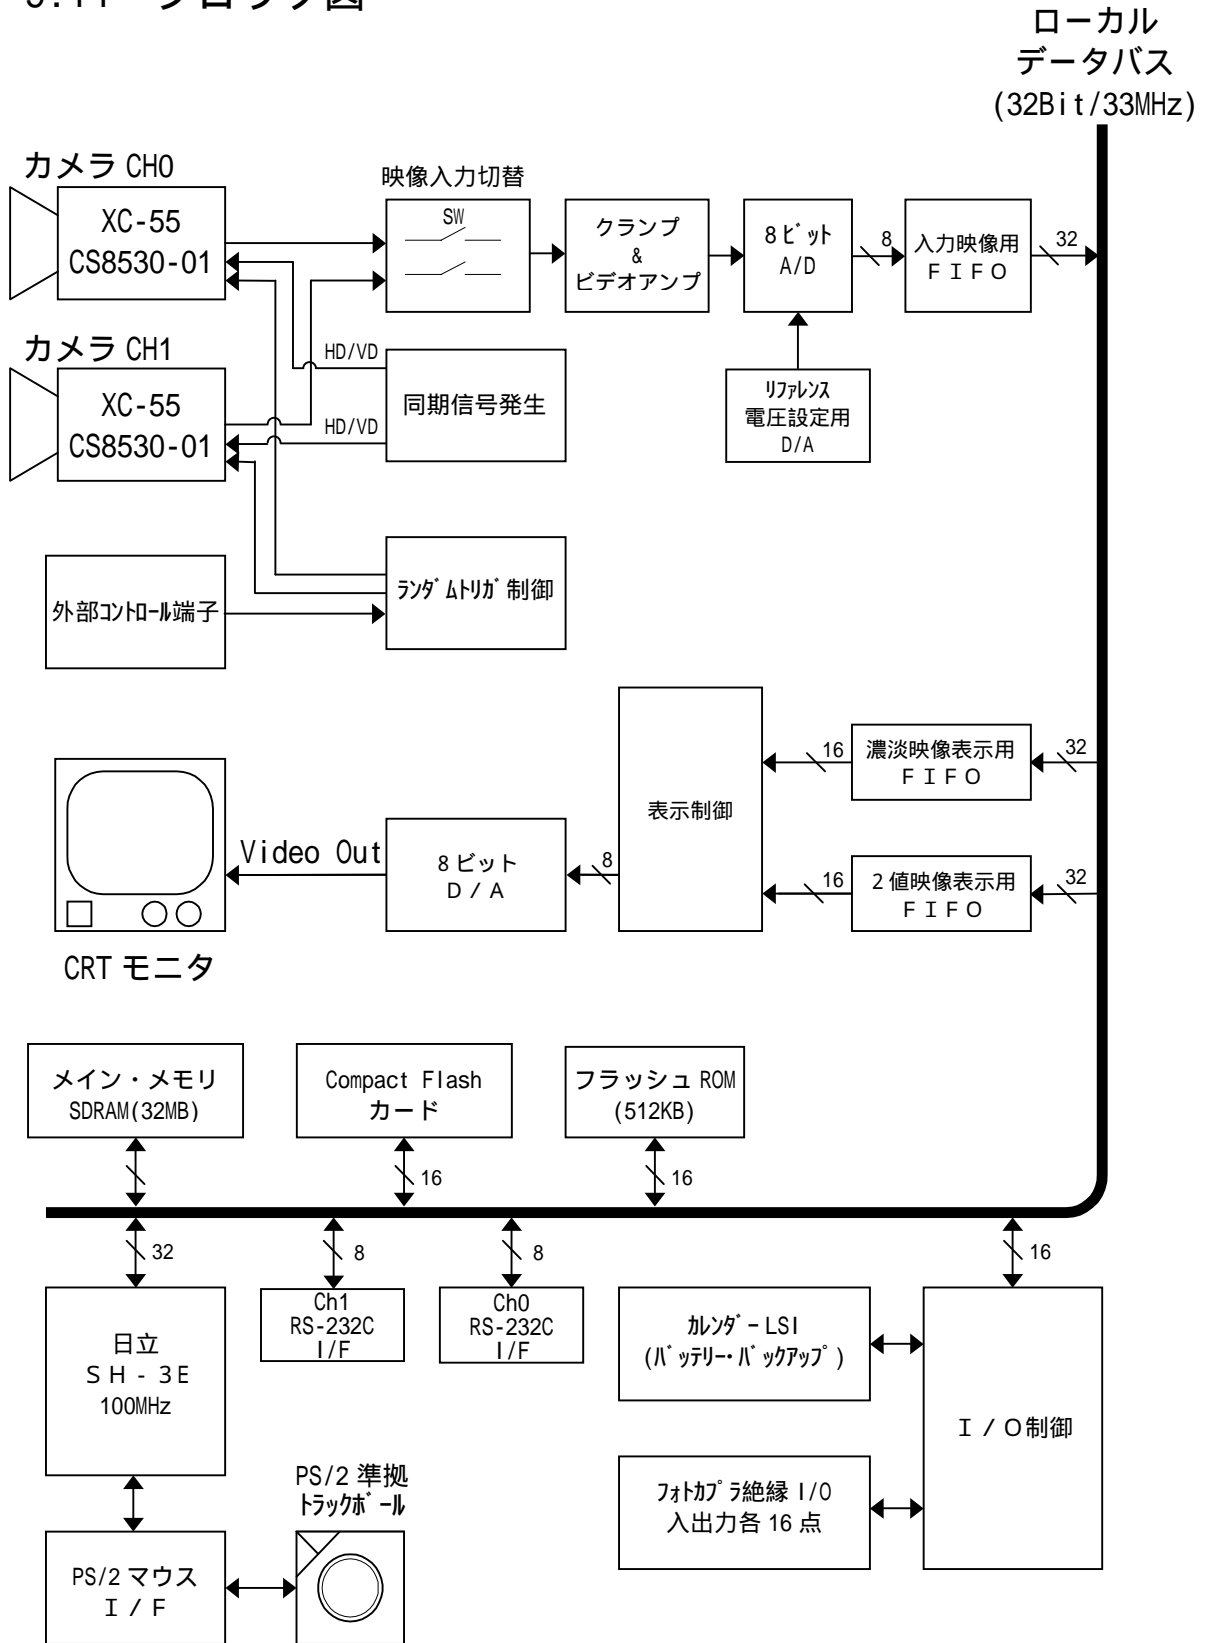 ブロック図
ローカル
データバス
(32Bit/33MHz)
カメラ CH0
XC-55
CS8530-01
映像入力切替
SW
クランプ
&
ビデオアンプ
8ビット
A/D
8
入力映像用
FIFO
32
カメラ CH1
XC-55
CS8530-01
HD/VD
HD/VD
同期信号発生
リファレンス
電圧設定用
D/A
外部コントロール端子
ランダムトリガ制御
表示制御
16
濃淡映像表示用
FIFO
32
16
2値映像表示用
FIFO
32
8
8ビット
D/A
Video Out
CRT モニタ
メイン・メモリ
SDRAM(32MB)
Compact Flash
カード
フラッシュ ROM
(512KB)
16
16
32
8
8
16
日立
SH-3E
100MHz
Ch1
RS-232C
I/F
Ch0
RS-232C
I/F
カレンダーLSI
(バッテリー・バックアップ)
I/O制御
フォトカプラ絶縁 I/O
入出力各 16 点
PS/2 準拠
トラックボール
PS/2 マウス
I/F